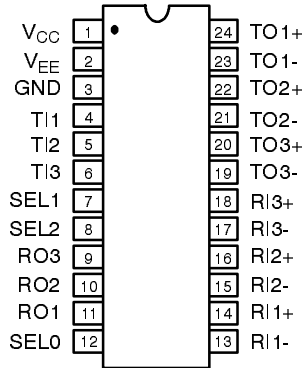 V_CC 1 24 TO1+
V_EE 2 23 TO1-
GND 3 22 TO2+
TI1 4 21 TO2-
TI2 5 20 TO3+
TI3 6 19 TO3-
SEL1 7 18 RI3+
SEL2 8 17 RI3-
RO3 9 16 RI2+
RO2 10 15 RI2-
RO1 11 14 RI1+
SEL0 12 13 RI1-